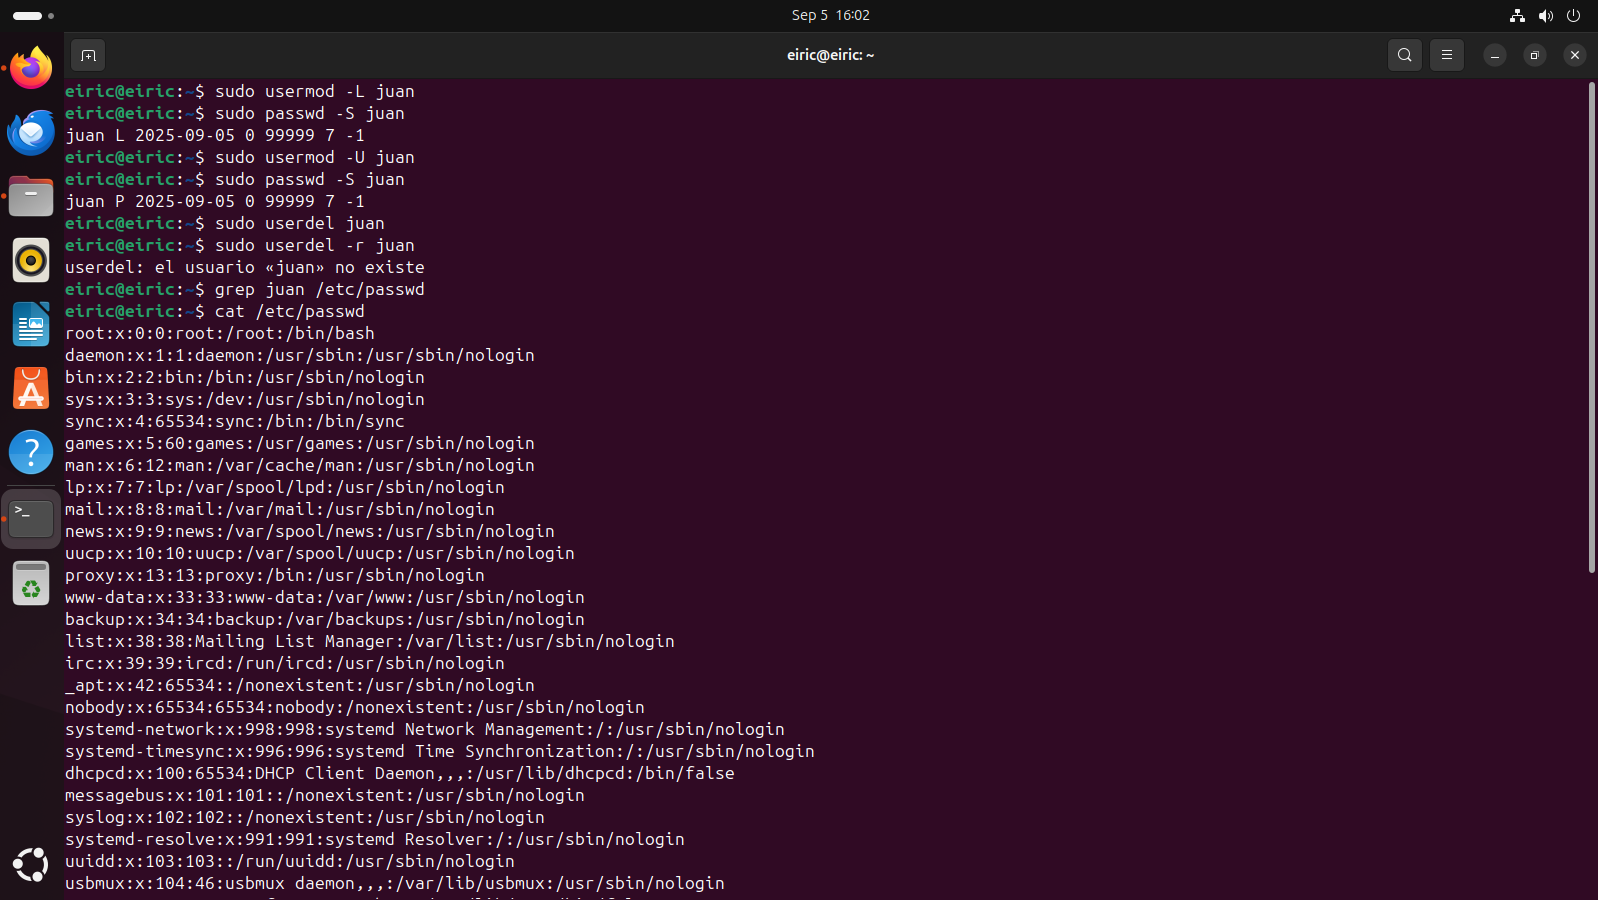 Sep 5 16:02
eiric@eiric: ~
eiric@eiric:~$ sudo usermod -L juan
eiric@eiric:~$ sudo passwd -S juan
juan L 2025-09-05 0 99999 7 -1
eiric@eiric:~$ sudo usermod -U juan
eiric@eiric:~$ sudo passwd -S juan
juan P 2025-09-05 0 99999 7 -1
eiric@eiric:~$ sudo userdel juan
eiric@eiric:~$ sudo userdel -r juan
userdel: el usuario «juan» no existe
eiric@eiric:~$ grep juan /etc/passwd
eiric@eiric:~$ cat /etc/passwd
root:x:0:0:root:/root:/bin/bash
daemon:x:1:1:daemon:/usr/sbin:/usr/sbin/nologin
bin:x:2:2:bin:/bin:/usr/sbin/nologin
sys:x:3:3:sys:/dev:/usr/sbin/nologin
sync:x:4:65534:sync:/bin:/bin/sync
games:x:5:60:games:/usr/games:/usr/sbin/nologin
man:x:6:12:man:/var/cache/man:/usr/sbin/nologin
lp:x:7:7:lp:/var/spool/lpd:/usr/sbin/nologin
mail:x:8:8:mail:/var/mail:/usr/sbin/nologin
news:x:9:9:news:/var/spool/news:/usr/sbin/nologin
uucp:x:10:10:uucp:/var/spool/uucp:/usr/sbin/nologin
proxy:x:13:13:proxy:/bin:/usr/sbin/nologin
www-data:x:33:33:www-data:/var/www:/usr/sbin/nologin
backup:x:34:34:backup:/var/backups:/usr/sbin/nologin
list:x:38:38:Mailing List Manager:/var/list:/usr/sbin/nologin
irc:x:39:39:ircd:/run/ircd:/usr/sbin/nologin
_apt:x:42:65534::/nonexistent:/usr/sbin/nologin
nobody:x:65534:65534:nobody:/nonexistent:/usr/sbin/nologin
systemd-network:x:998:998:systemd Network Management:/:/usr/sbin/nologin
systemd-timesync:x:996:996:systemd Time Synchronization:/:/usr/sbin/nologin
dhcpcd:x:100:65534:DHCP Client Daemon,,,:/usr/lib/dhcpcd:/bin/false
messagebus:x:101:101::/nonexistent:/usr/sbin/nologin
syslog:x:102:102::/nonexistent:/usr/sbin/nologin
systemd-resolve:x:991:991:systemd Resolver:/:/usr/sbin/nologin
uuidd:x:103:103::/run/uuidd:/usr/sbin/nologin
usbmux:x:104:46:usbmux daemon,,,:/var/lib/usbmux:/usr/sbin/nologin